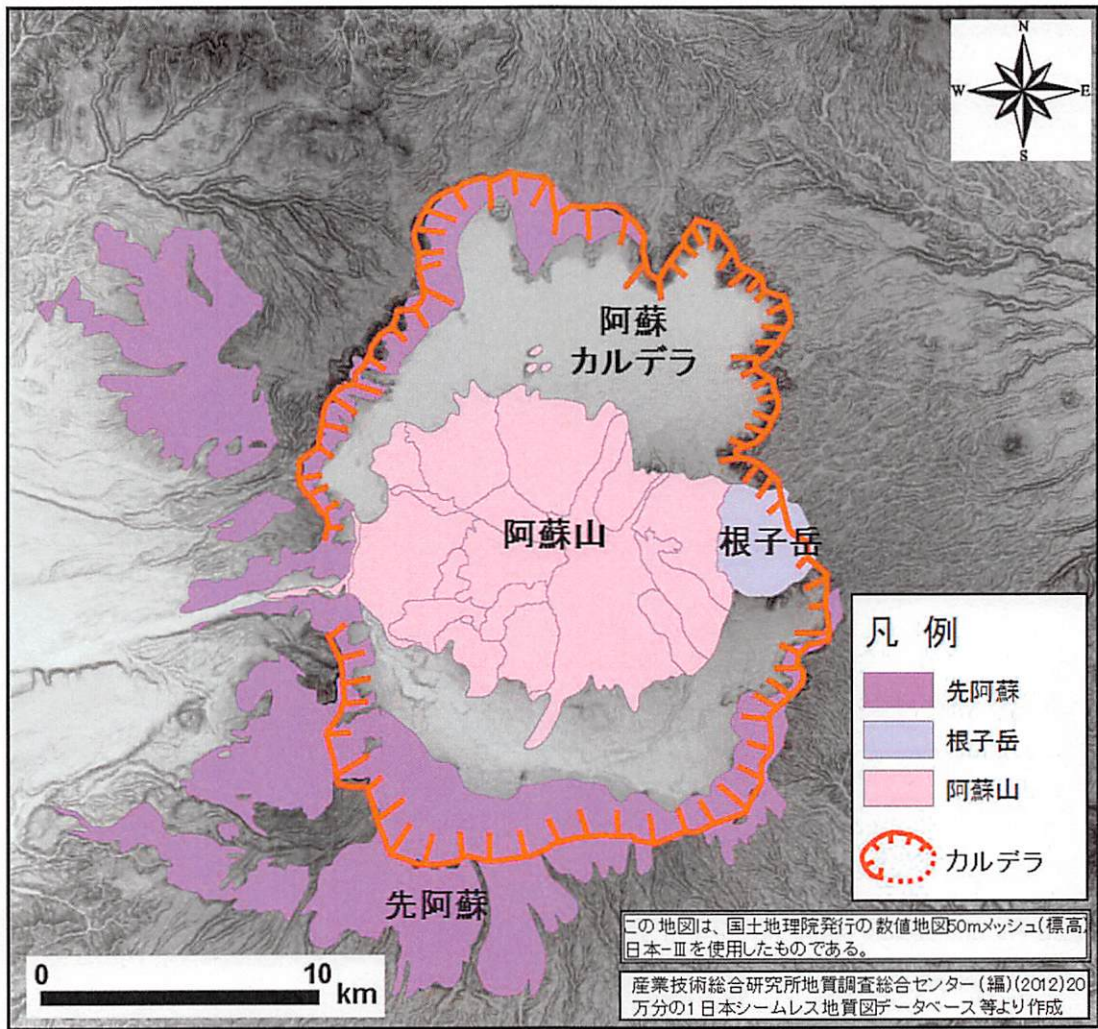 N
W
E
S
阿蘇
カルデラ
阿蘇山
根子岳
先阿蘇
凡 例
先阿蘇
根子岳
阿蘇山
カルデラ
0
10
km
この地図は、国土地理院発行の数値地図50mメッシュ(標高)
日本-Ⅲを使用したものである。
産業技術総合研究所地質調査総合センター(編)(2012)20
万分の1日本シームレス地質図データベース等より作成